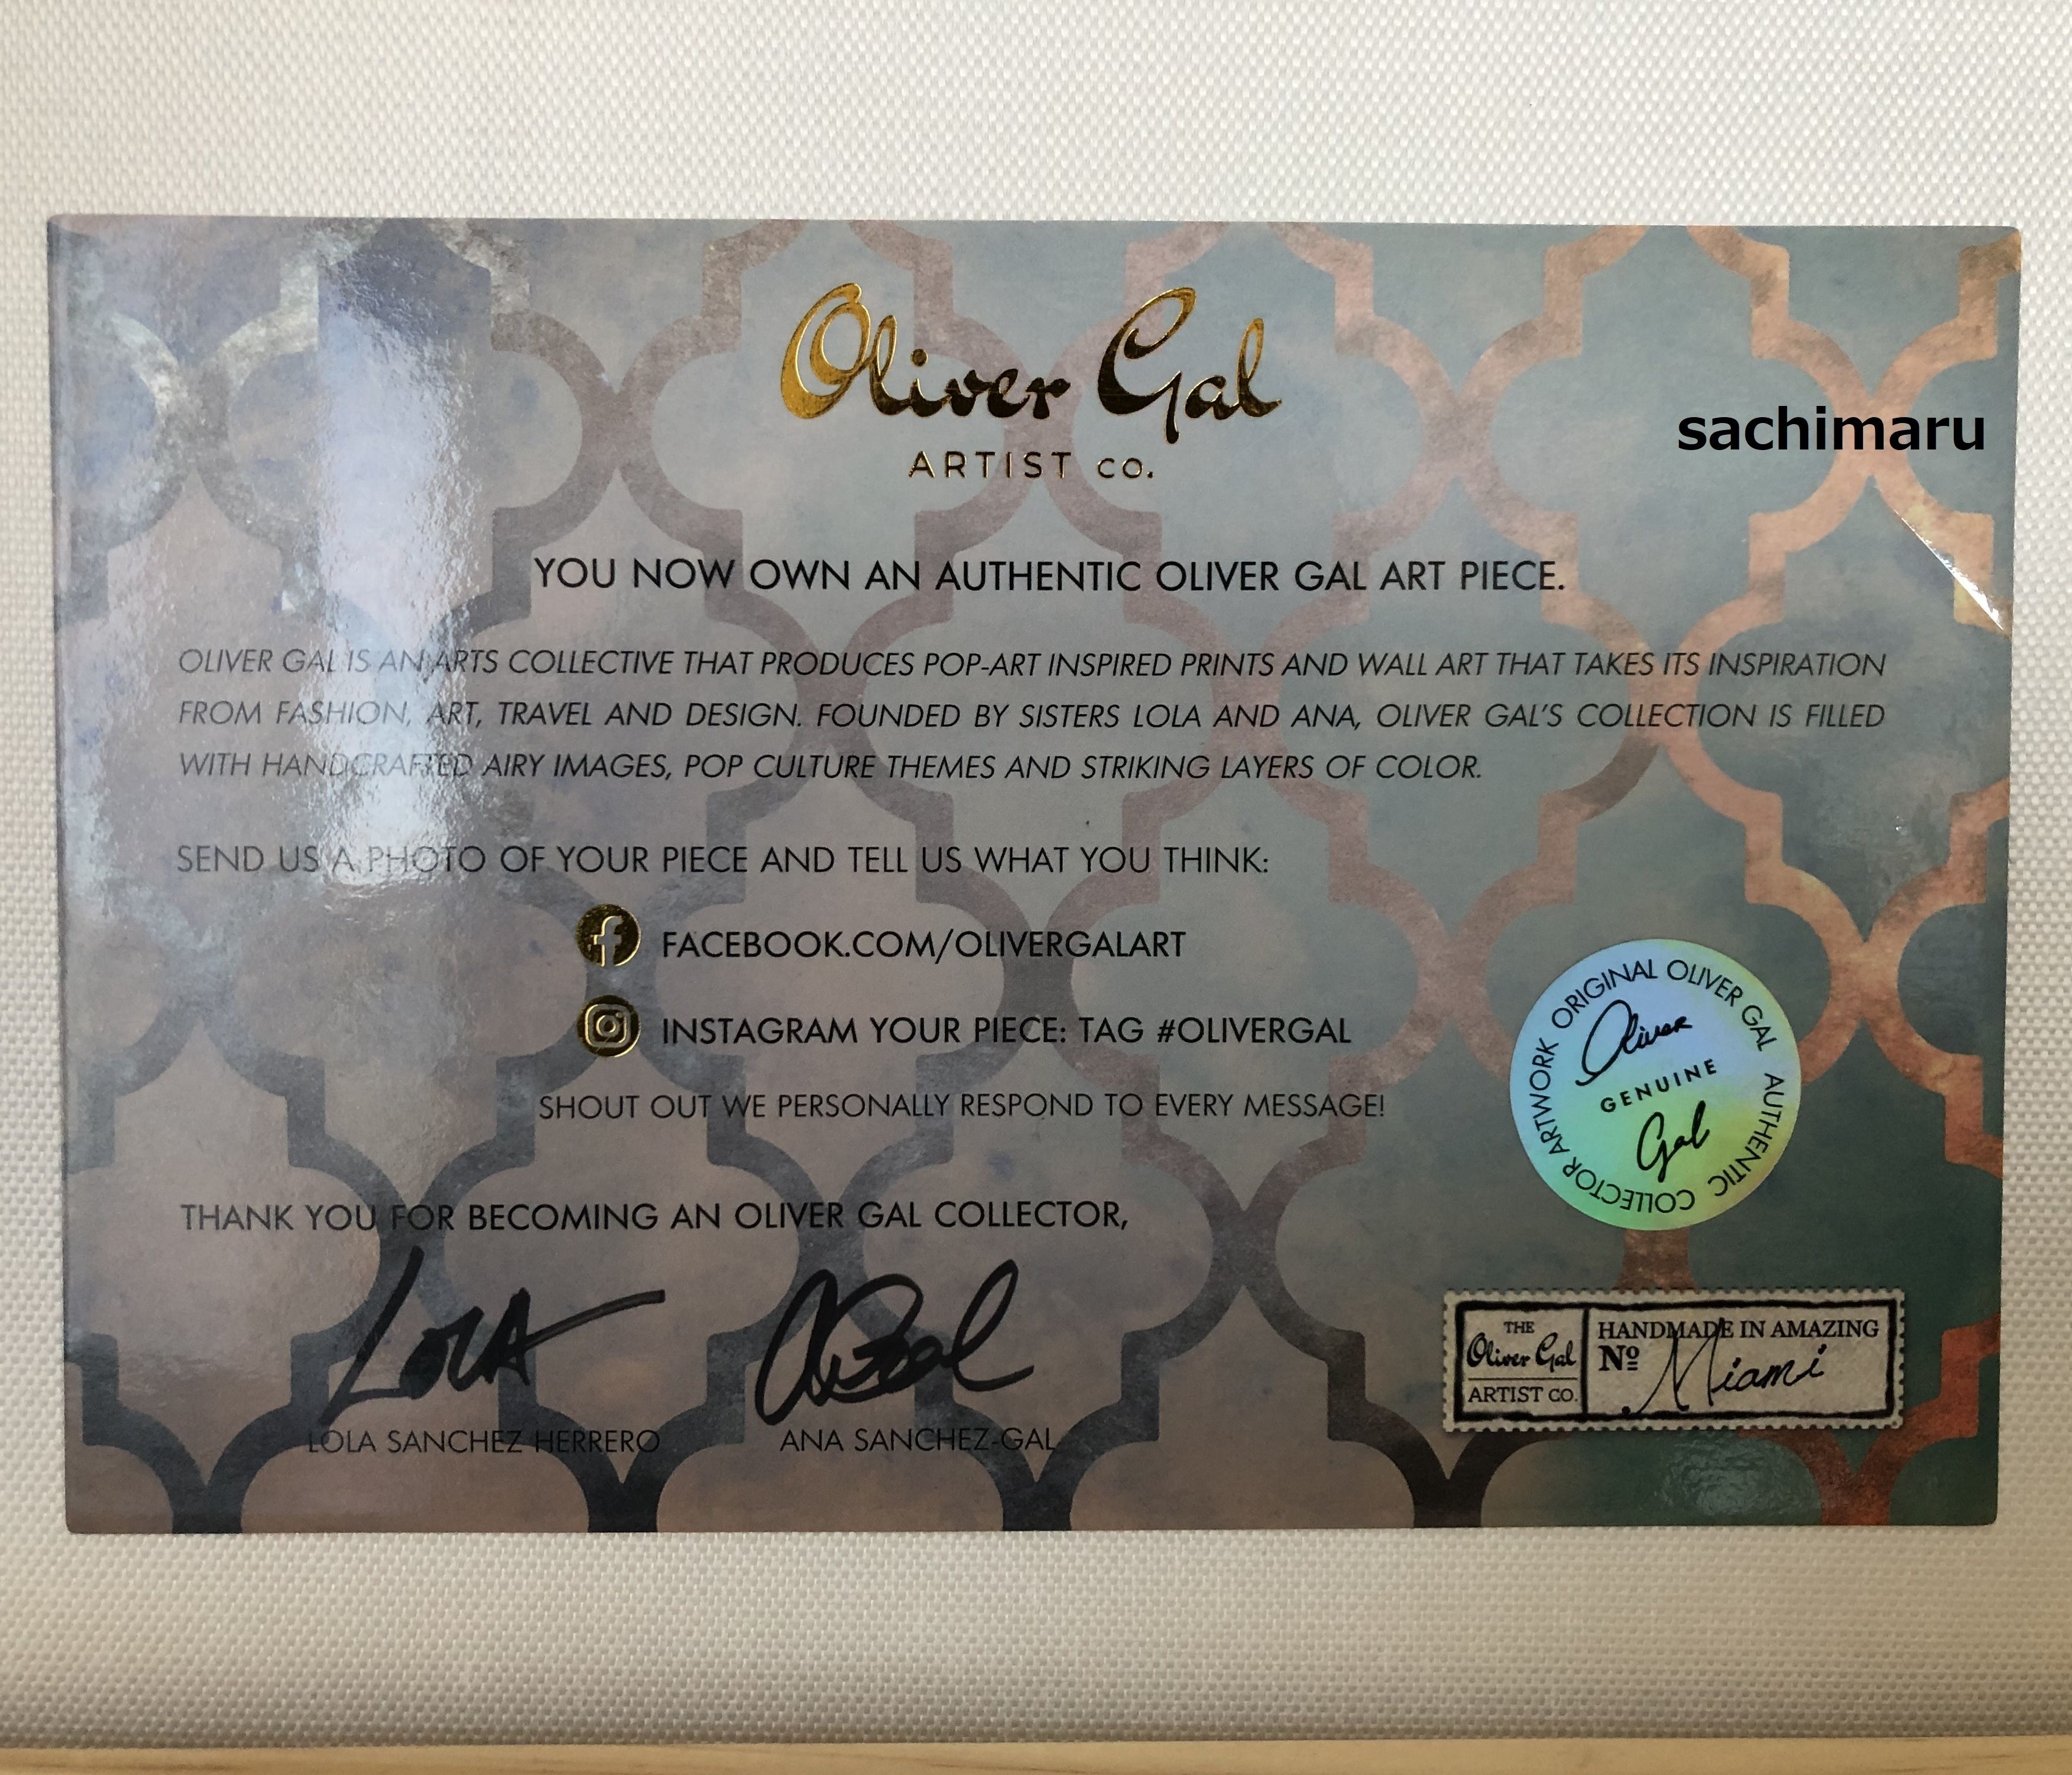 Oliver Gal
ARTIST CO.
sachimaru
YOU NOW OWN AN AUTHENTIC OLIVER GAL ART PIECE.
OLIVER GAL IS AN ARTS COLLECTIVE THAT PRODUCES POP-ART INSPIRED PRINTS AND WALL ART THAT TAKES ITS INSPIRATION
FROM FASHION, ART, TRAVEL AND DESIGN. FOUNDED BY SISTERS LOLA AND ANA, OLIVER GAL'S COLLECTION IS FILLED
WITH HANDCRAFTED AIRY IMAGES, POP CULTURE THEMES AND STRIKING LAYERS OF COLOR.
SEND US A PHOTO OF YOUR PIECE AND TELL US WHAT YOU THINK:
FACEBOOK.COM/OLIVERGALART
INSTAGRAM YOUR PIECE: TAG #OLIVERGAL
SHOUT OUT WE PERSONALLY RESPOND TO EVERY MESSAGE!
ORIGINAL OLIVER GAL AUTHENTIC COLLECTOR ARTWORK
Oliver
GENUINE
Gal
THANK YOU FOR BECOMING AN OLIVER GAL COLLECTOR,
LOLA
LOLA SANCHEZ HERRERO
ANA SANCHEZ-GAL
THE
Oliver Gal
ARTIST CO.
HANDMADE IN AMAZING
Nº Miami